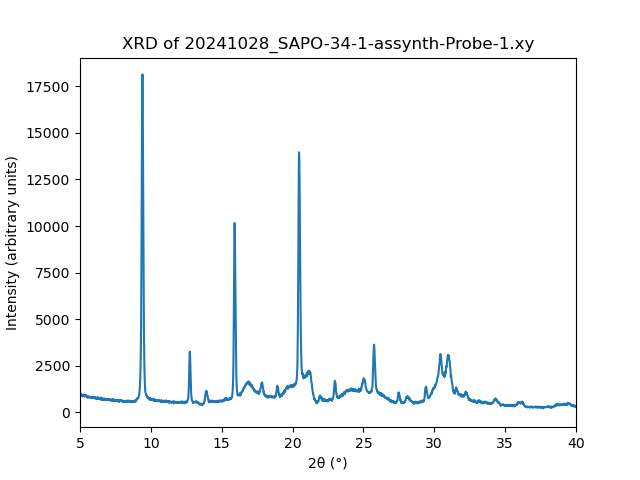 XRD of 20241028_SAPO-34-1-assynth-Probe-1.xy
Intensity (arbitrary units)
17500
15000
12500
10000
7500
5000
2500
0
5 10 15 20 25 30 35 40
2θ (°)